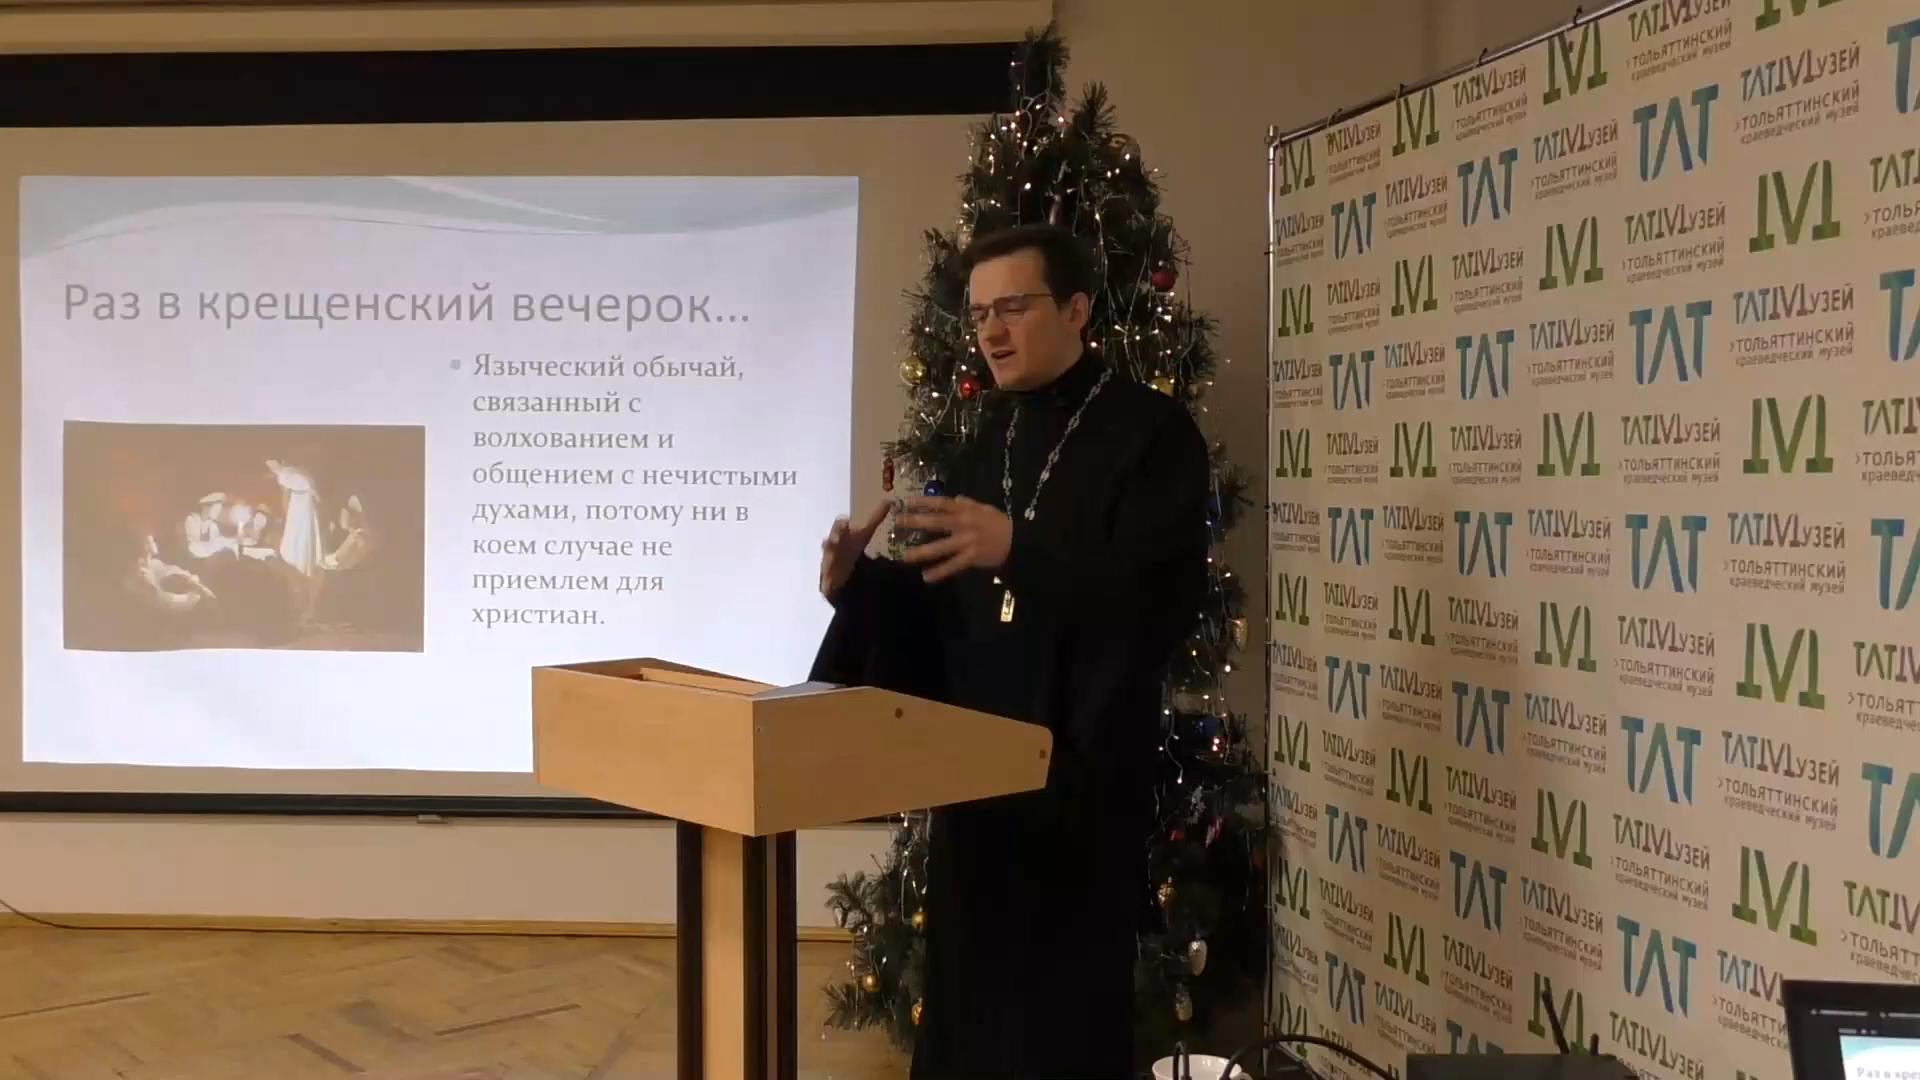 Раз в крещенский вечерок...
Языческий обычай,
связанный с
волхованием и
общением с нечистыми
духами, потому ни в
коем случае не
приемлем для
христиан.
ТЛТ
ТОЛЬЯТТИНСКИЙ
краеведческий музей